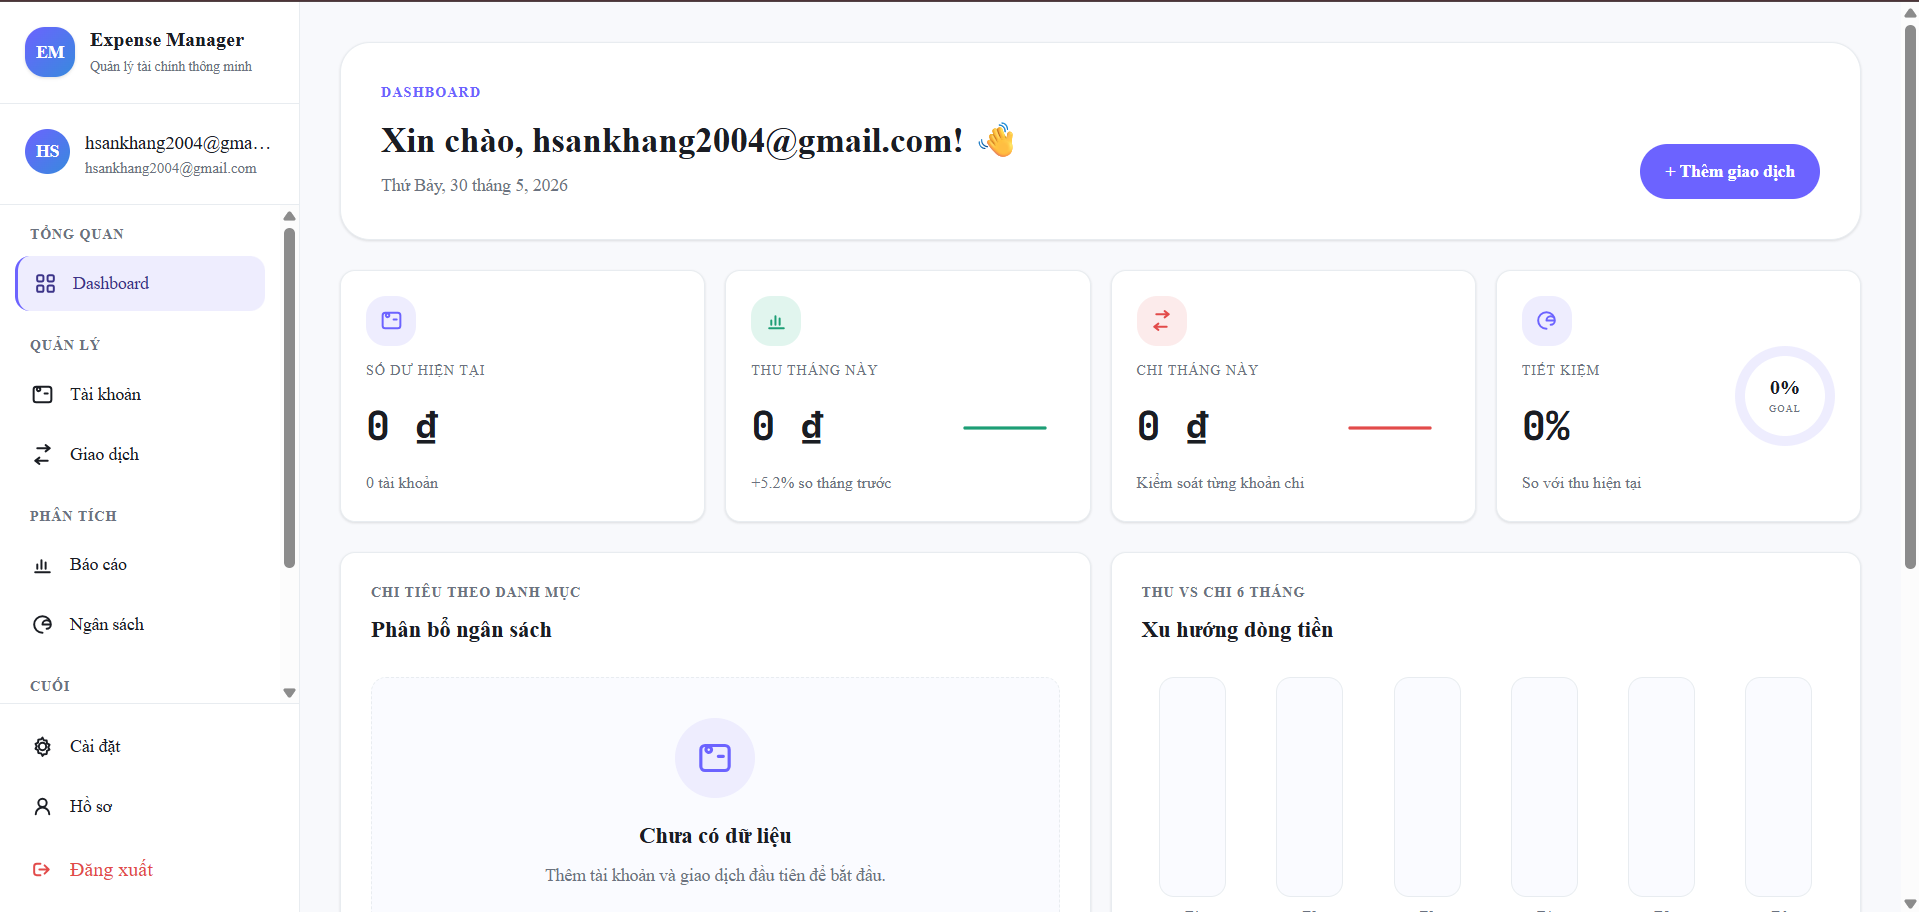 EM
Expense Manager
Quản lý tài chính thông minh
HS
hsankhang2004@gma...
hsankhang2004@gmail.com
TỔNG QUAN
Dashboard
QUẢN LÝ
Tài khoản
Giao dịch
PHÂN TÍCH
Báo cáo
Ngân sách
CUỐI
Cài đặt
Hồ sơ
Đăng xuất
DASHBOARD
Xin chào, hsankhang2004@gmail.com! 👋
Thứ Bảy, 30 tháng 5, 2026
+ Thêm giao dịch
SỐ DƯ HIỆN TẠI
0 ₫
0 tài khoản
THU THÁNG NÀY
0 ₫
+5.2% so tháng trước
CHI THÁNG NÀY
0 ₫
Kiểm soát từng khoản chi
TIẾT KIỆM
0%
So với thu hiện tại
0%
GOAL
CHI TIÊU THEO DANH MỤC
Phân bổ ngân sách
Chưa có dữ liệu
Thêm tài khoản và giao dịch đầu tiên để bắt đầu.
THU VS CHI 6 THÁNG
Xu hướng dòng tiền